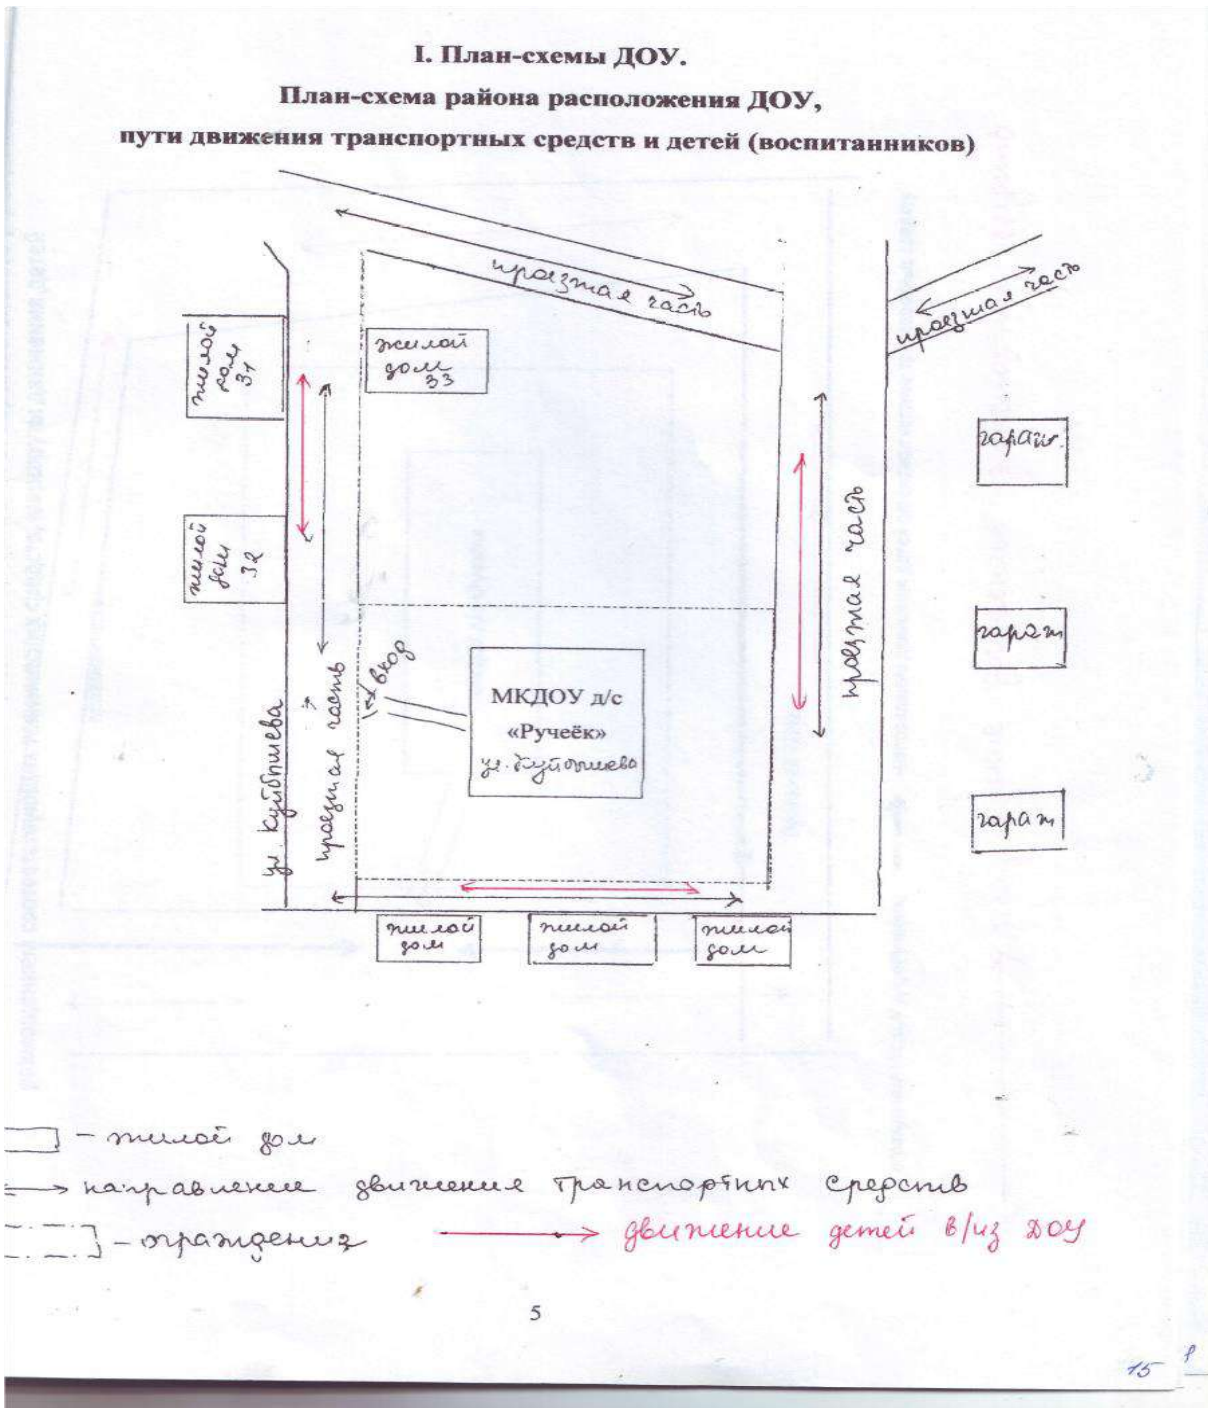 I. План-схемы ДОУ.
План-схема района расположения ДОУ,
пути движения транспортных средств и детей (воспитанников)
проезжая часть
проезжая часть
жилой
дом
31
жилой
дом
33
гараж.
жилой
дом
32
проезжая часть
гараж
вход
МКДОУ д/с
«Ручеёк»
ул. Куйбышева
ул. Куйбышева
проезжая часть
гараж
жилой
дом
жилой
дом
жилой
дом
- жилой дом
направление движения транспортных средств
- ограждения
движение детей в/из ДОУ
5
15